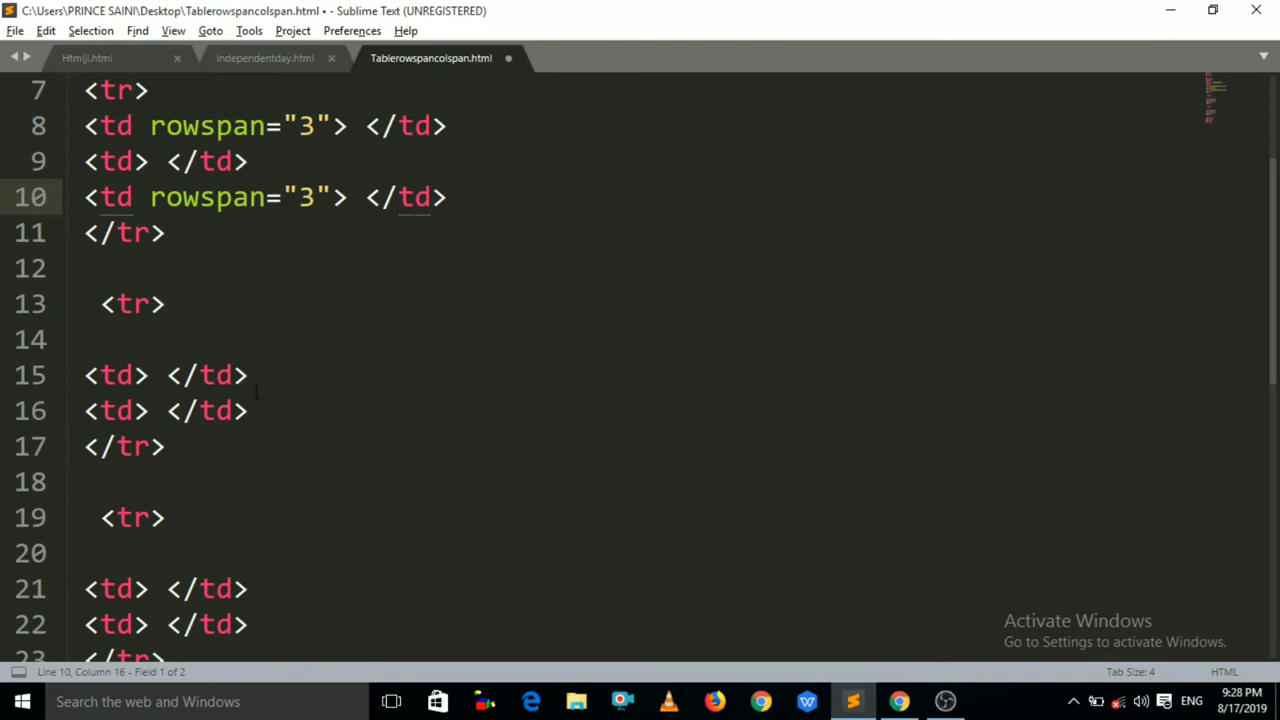 C:\Users\PRINCE SAINI\Desktop\Tablerowspancolspan.html • - Sublime Text (UNREGISTERED)
File Edit Selection Find View Goto Tools Project Preferences Help
Htmlji.html Independentday.html Tablerowspancolspan.html
7 <tr>
8 <td rowspan="3"> </td>
9 <td> </td>
10 <td rowspan="3"> </td>
11 </tr>
12
13 <tr>
14
15 <td> </td>
16 <td> </td>
17 </tr>
18
19 <tr>
20
21 <td> </td>
22 <td> </td>
23 </tr>
Activate Windows
Go to Settings to activate Windows.
Line 10, Column 16 - Field 1 of 2 Tab Size: 4 HTML
Search the web and Windows ENG 9:28 PM
8/17/2019